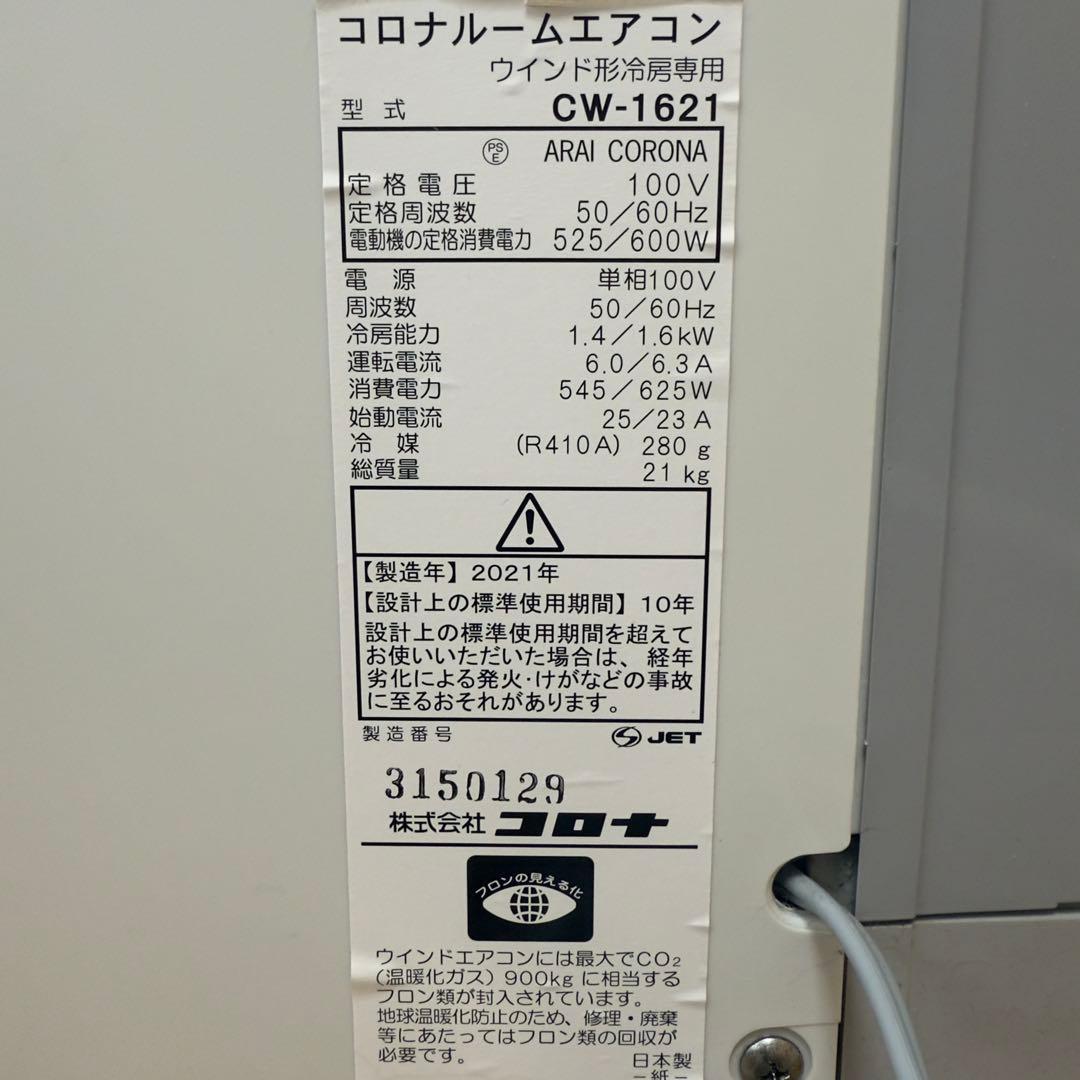 コロナルームエアコン
ウインド形冷房専用
型式 CW-1621
PSE ARAI CORONA
定格電圧 100V
定格周波数 50/60Hz
電動機の定格消費電力 525/600W
電源 単相100V
周波数 50/60Hz
冷房能力 1.4/1.6kW
運転電流 6.0/6.3A
消費電力 545/625W
始動電流 25/23A
冷媒 (R410A) 280g
総質量 21kg
【製造年】2021年
【設計上の標準使用期間】10年
設計上の標準使用期間を超えて
お使いいただいた場合は、経年
劣化による発火・けがなどの事故
に至るおそれがあります。
製造番号 JET
3150129
株式会社 コロナ
フロンの見える化
ウインドエアコンには最大でCO₂
(温暖化ガス) 900kgに相当する
フロン類が封入されています。
地球温暖化防止のため、修理・廃棄
等にあたってはフロン類の回収が
必要です。
日本製
-紙-